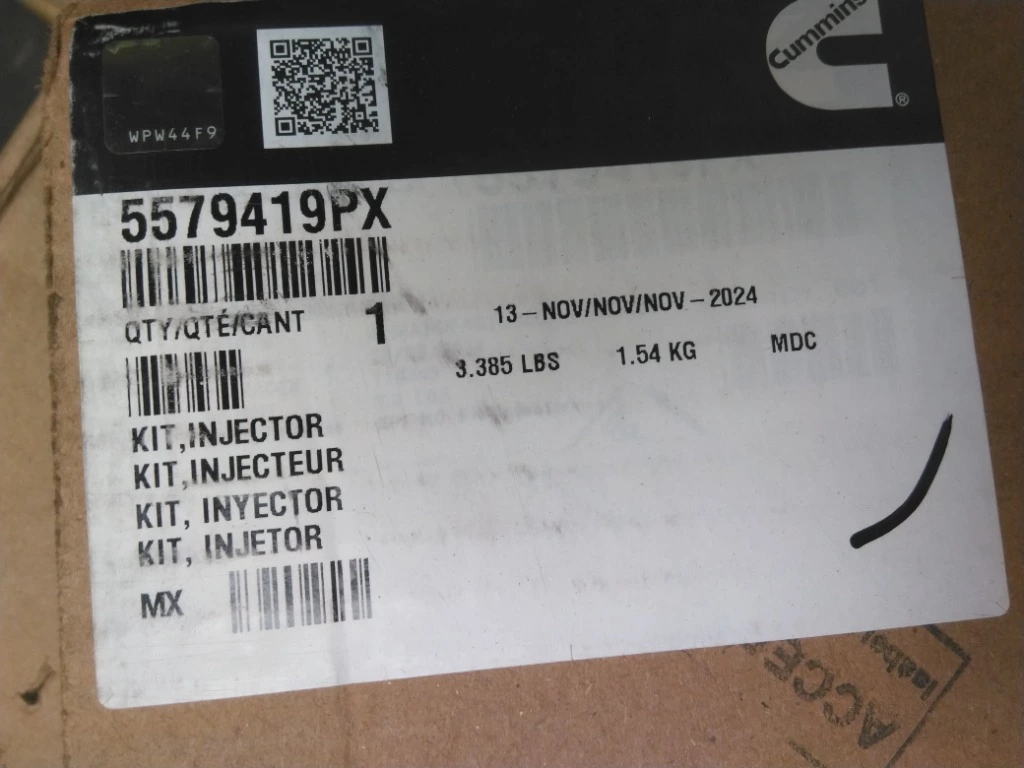 Cummins
®
WPW44F9
5579419PX
QTY/QTÉ/CANT 1
13-NOV/NOV/NOV-2024
3.385 LBS 1.54 KG MDC
KIT,INJECTOR
KIT,INJECTEUR
KIT, INYECTOR
KIT, INJETOR
MX